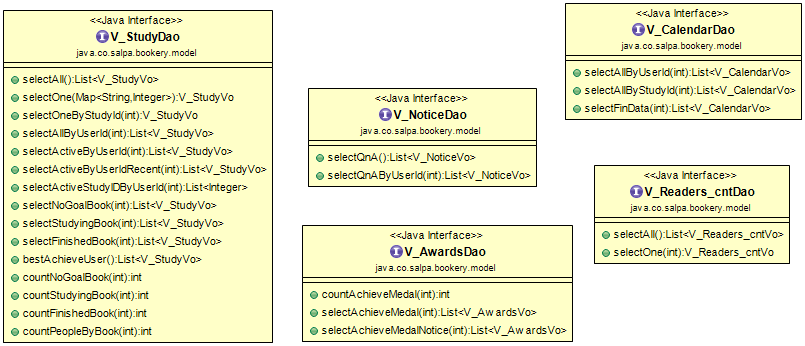 <<Java Interface>>
V_StudyDao
java.co.salpa.bookery.model
selectAll():List<V_StudyVo>
selectOne(Map<String,Integer>):V_StudyVo
selectOneByStudyId(int):V_StudyVo
selectAllByUserId(int):List<V_StudyVo>
selectActiveByUserId(int):List<V_StudyVo>
selectActiveByUserIdRecent(int):List<V_StudyVo>
selectActiveStudyIDByUserId(int):List<Integer>
selectNoGoalBook(int):List<V_StudyVo>
selectStudyingBook(int):List<V_StudyVo>
selectFinishedBook(int):List<V_StudyVo>
bestAchieveUser():List<V_StudyVo>
countNoGoalBook(int):int
countStudyingBook(int):int
countFinishedBook(int):int
countPeopleByBook(int):int
<<Java Interface>>
V_NoticeDao
java.co.salpa.bookery.model
selectQnA():List<V_NoticeVo>
selectQnAByUserId(int):List<V_NoticeVo>
<<Java Interface>>
V_AwardsDao
java.co.salpa.bookery.model
countAchieveMedal(int):int
selectAchieveMedal(int):List<V_AwardsVo>
selectAchieveMedalNotice(int):List<V_AwardsVo>
<<Java Interface>>
V_CalendarDao
java.co.salpa.bookery.model
selectAllByUserId(int):List<V_CalendarVo>
selectAllByStudyId(int):List<V_CalendarVo>
selectFinData(int):List<V_CalendarVo>
<<Java Interface>>
V_Readers_cntDao
java.co.salpa.bookery.model
selectAll():List<V_Readers_cntVo>
selectOne(int):V_Readers_cntVo